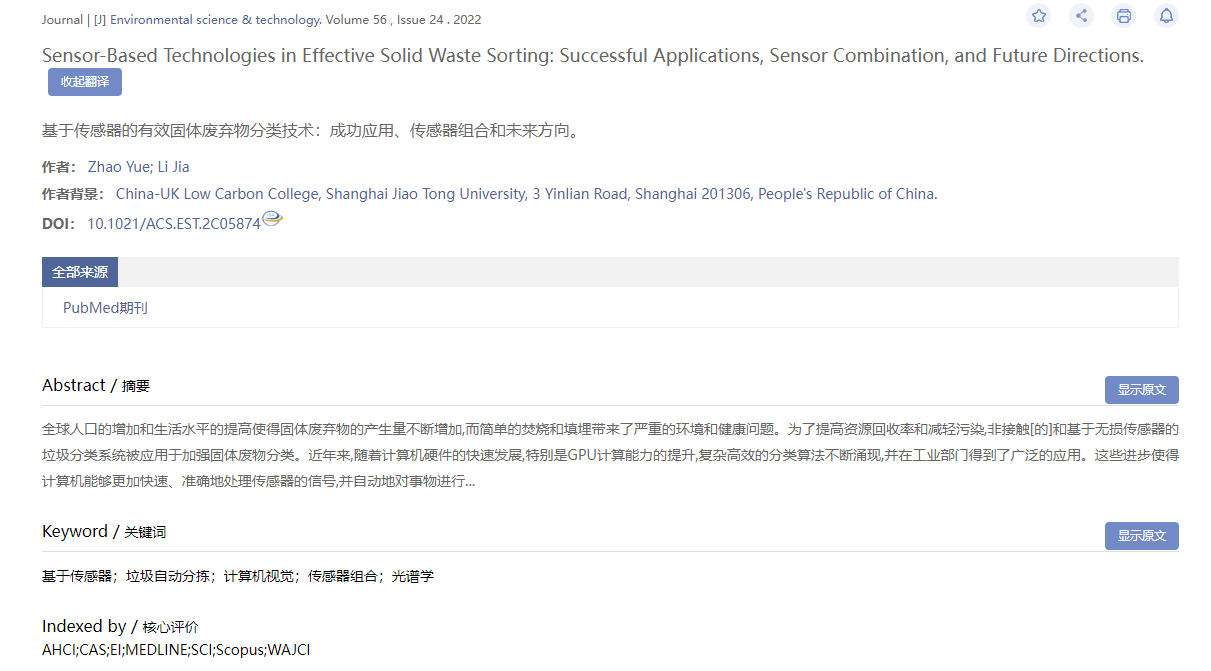 Journal | [J] Environmental science & technology. Volume 56 , Issue 24 . 2022
Sensor-Based Technologies in Effective Solid Waste Sorting: Successful Applications, Sensor Combination, and Future Directions.
收起翻译
基于传感器的有效固体废弃物分类技术：成功应用、传感器组合和未来方向。
作者： Zhao Yue; Li Jia
作者背景： China-UK Low Carbon College, Shanghai Jiao Tong University, 3 Yinlian Road, Shanghai 201306, People's Republic of China.
DOI： 10.1021/ACS.EST.2C05874
全部来源
PubMed期刊
Abstract / 摘要
显示原文
全球人口的增加和生活水平的提高使得固体废弃物的产生量不断增加,而简单的焚烧和填埋带来了严重的环境和健康问题。为了提高资源回收率和减轻污染,非接触[的]和基于无损传感器的
垃圾分类系统被应用于加强固体废物分类。近年来,随着计算机硬件的快速发展,特别是GPU计算能力的提升,复杂高效的分类算法不断涌现,并在工业部门得到了广泛的应用。这些进步使得
计算机能够更加快速、准确地处理传感器的信号,并自动地对事物进行...
Keyword / 关键词
显示原文
基于传感器；垃圾自动分拣；计算机视觉；传感器组合；光谱学
Indexed by / 核心评价
AHCI;CAS;EI;MEDLINE;SCI;Scopus;WAJCI